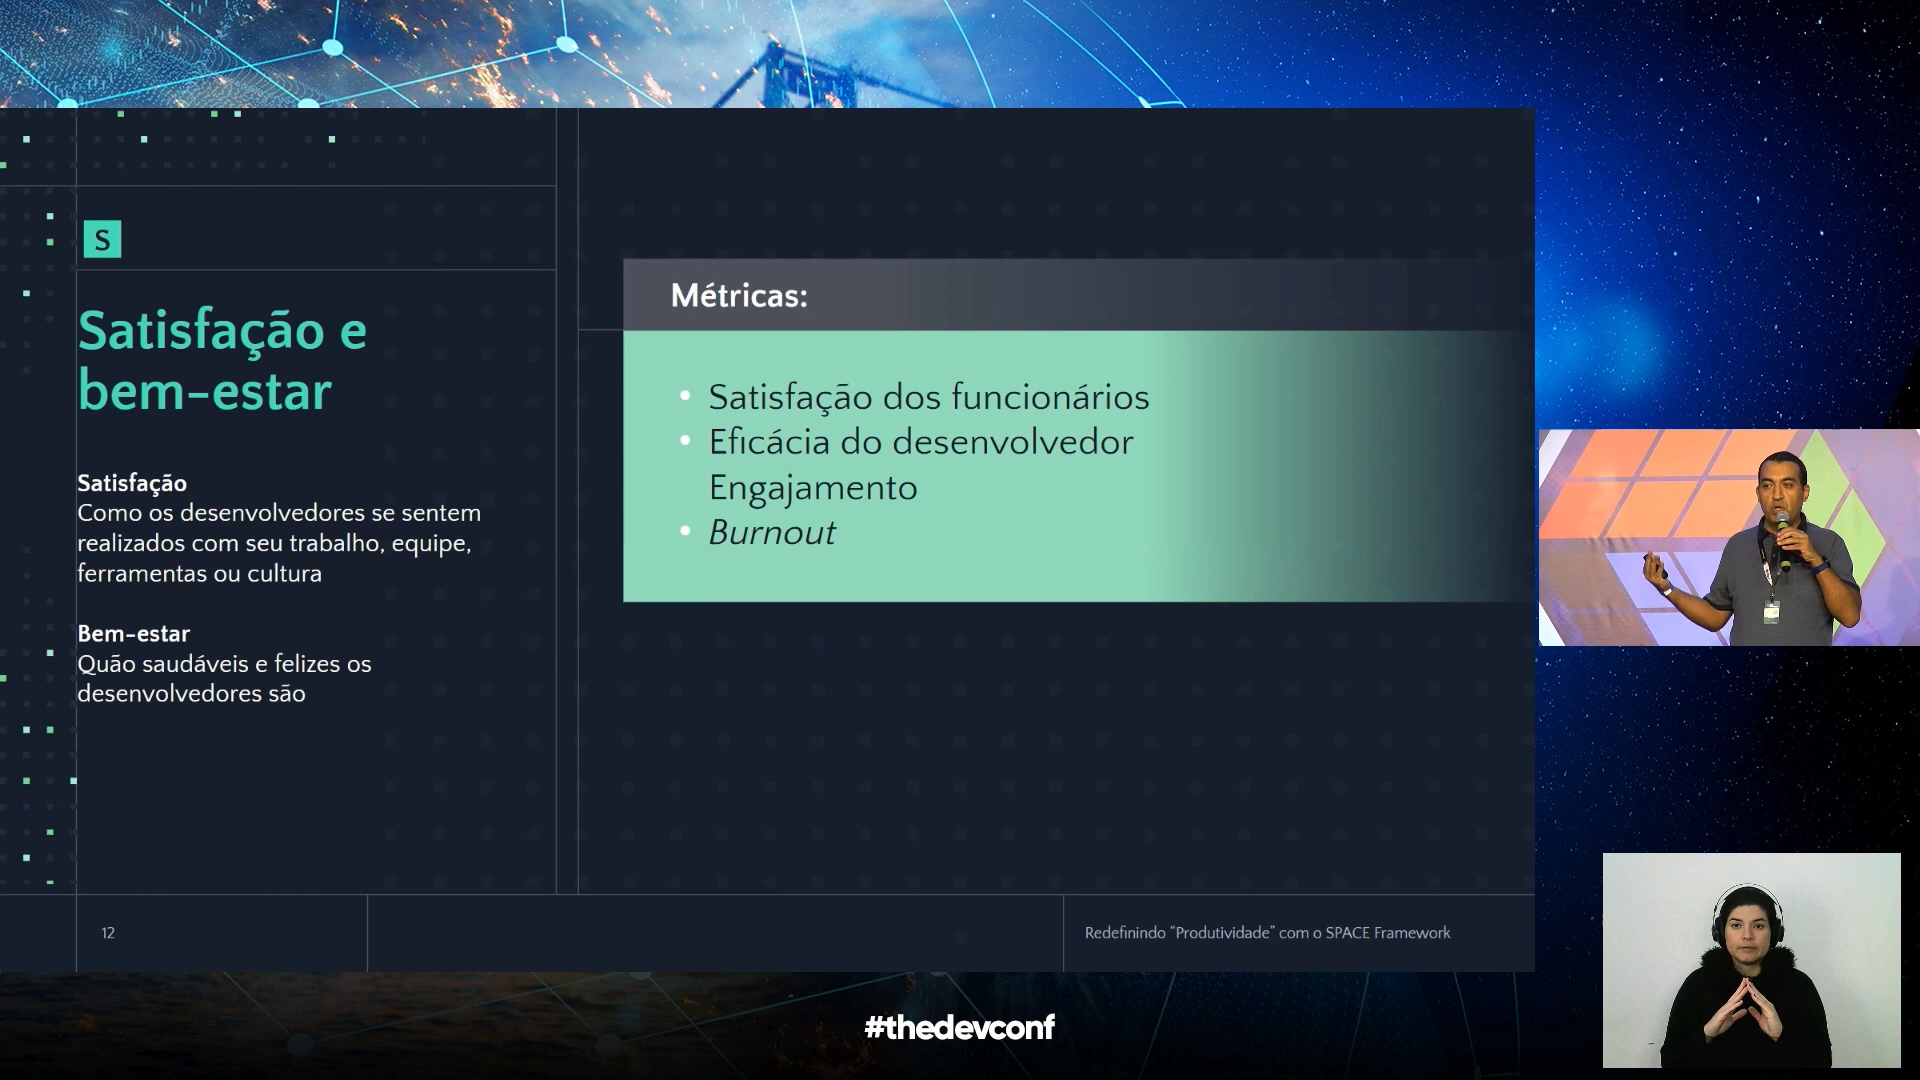 S
Satisfação e
bem-estar
Satisfação
Como os desenvolvedores se sentem
realizados com seu trabalho, equipe,
ferramentas ou cultura
Bem-estar
Quão saudáveis e felizes os
desenvolvedores são
Métricas:
• Satisfação dos funcionários
• Eficácia do desenvolvedor
Engajamento
• Burnout
12
Redefinindo “Produtividade” com o SPACE Framework
#thedevconf